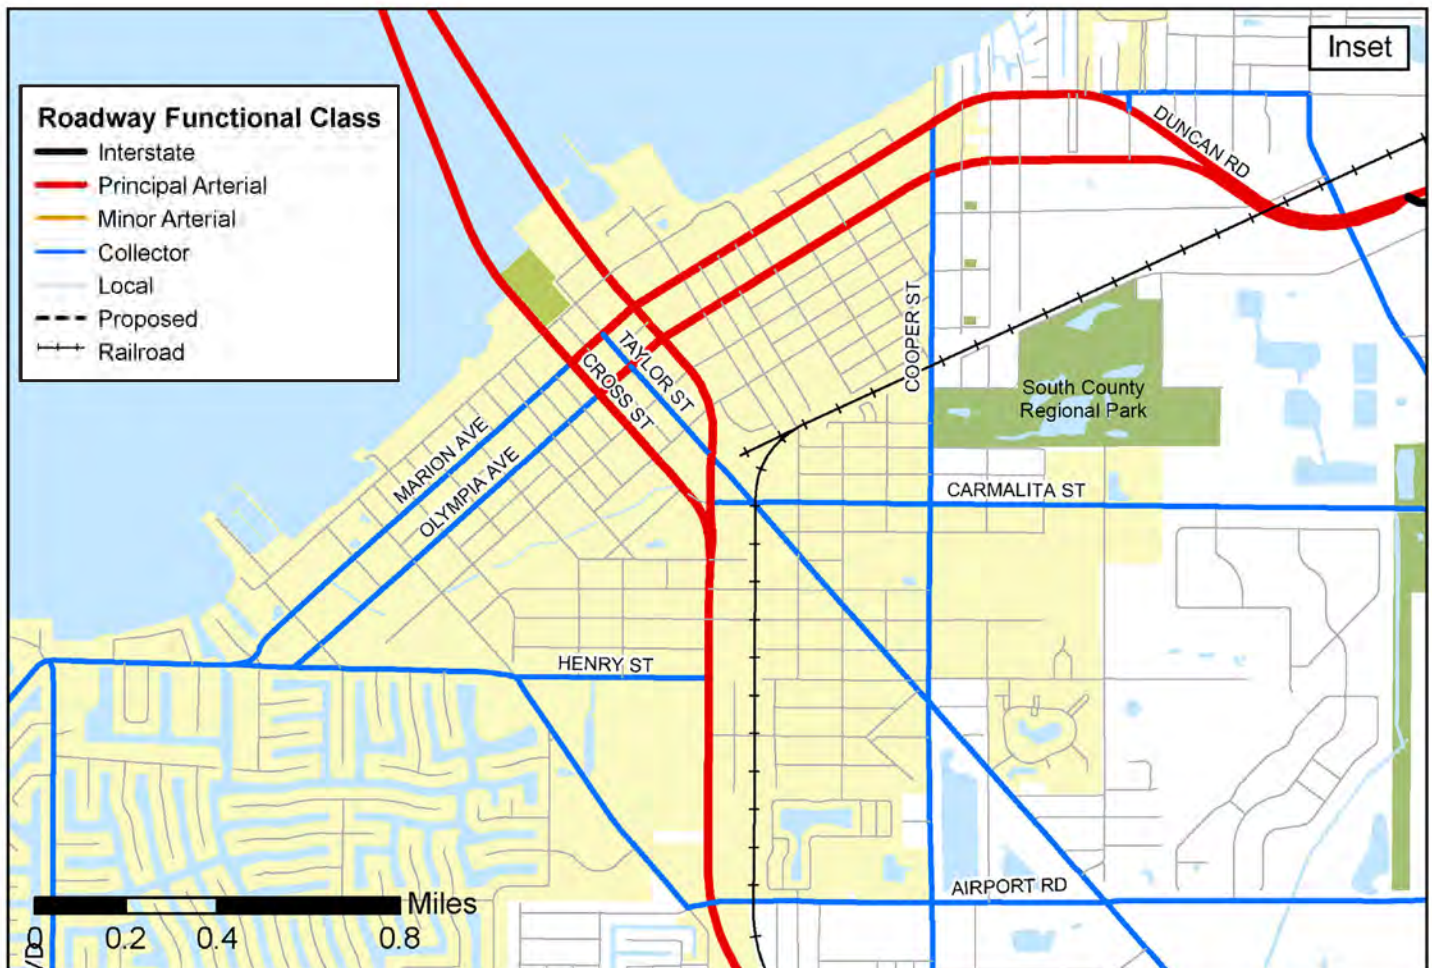 Inset
Roadway Functional Class
Interstate
Principal Arterial
Minor Arterial
Collector
Local
Proposed
Railroad
DUNCAN RD
COOPER ST
TAYLOR ST
CROSS ST
South County
Regional Park
MARION AVE
OLYMPIA AVE
CARMALITA ST
HENRY ST
AIRPORT RD
Miles
0 0.2 0.4 0.8